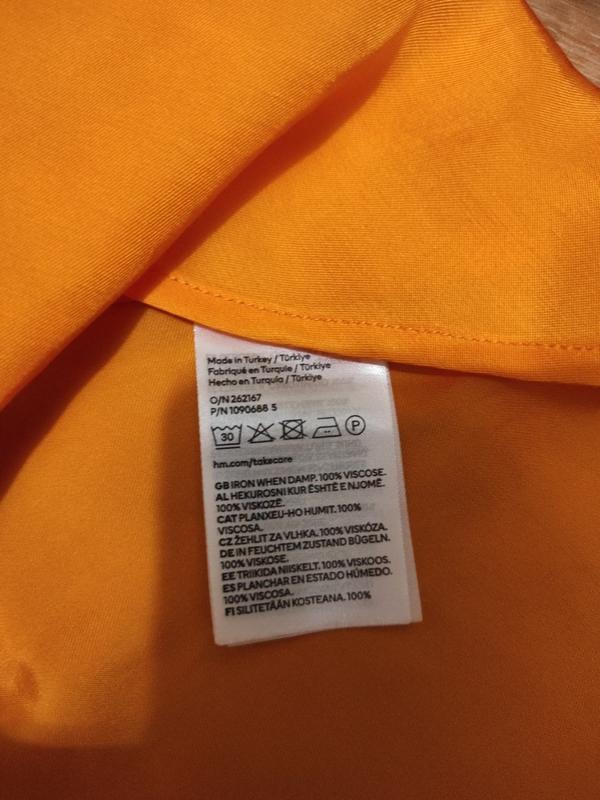 Made in Turkey / Türkiye
Fabriqué en Turquie / Türkiye
Hecho en Turquía / Türkiye
O/N 262167
P/N 1090688 5
30 P
hm.com/takecare
GB IRON WHEN DAMP. 100% VISCOSE.
AL HEKUROSNI KUR ËSHTË E NJOMË.
100% VISKOZË.
CAT PLANXEU-HO HUMIT. 100%
VISCOSA.
CZ ŽEHLIT ZA VLHKA. 100% VISKÓZA.
DE IN FEUCHTEM ZUSTAND BÜGELN.
100% VISKOSE.
EE TRIIKIDA NIISKELT. 100% VISKOOS.
ES PLANCHAR EN ESTADO HÚMEDO.
100% VISCOSA.
FI SILITETÄÄN KOSTEANA. 100%